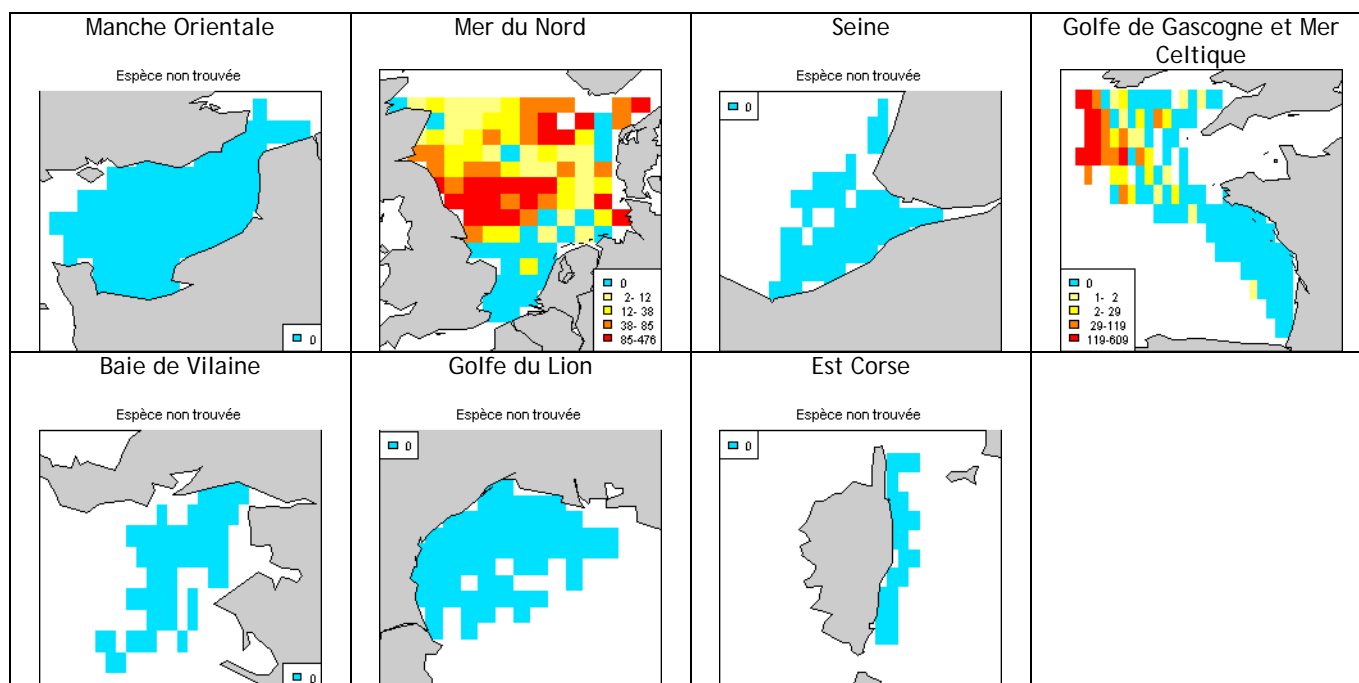 Manche Orientale
Espèce non trouvée
0
Mer du Nord
0
2- 12
12- 38
38- 85
85-476
Seine
Espèce non trouvée
0
Golfe de Gascogne et Mer
Celtique
0
1- 2
2- 29
29-119
119-609
Baie de Vilaine
Espèce non trouvée
0
Golfe du Lion
Espèce non trouvée
0
Est Corse
Espèce non trouvée
0